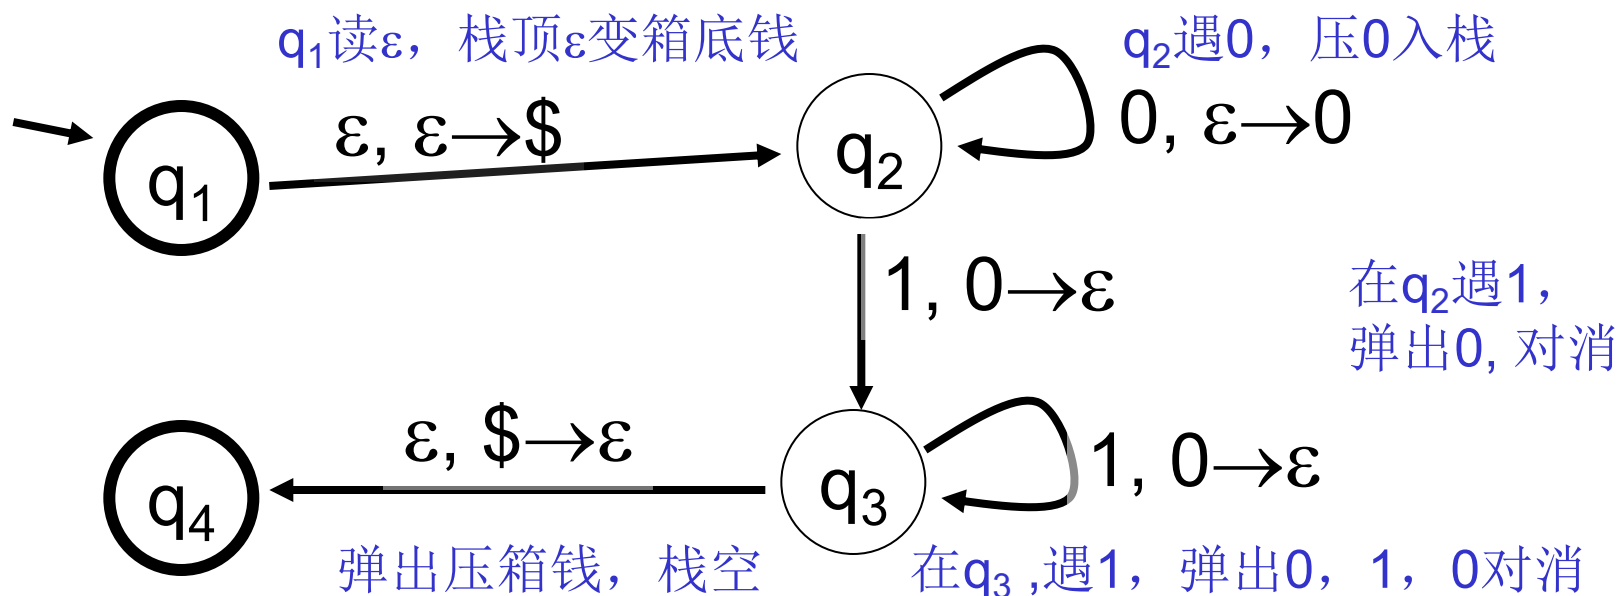 q₁读ε，栈顶ε变箱底钱
q₂遇0，压0入栈
ε, ε→$
0, ε→0
q₁
q₂
1, 0→ε
在q₂遇1，
弹出0, 对消
ε, $→ε
1, 0→ε
q₄
q₃
弹出压箱钱，栈空
在q₃ ,遇1，弹出0，1，0对消